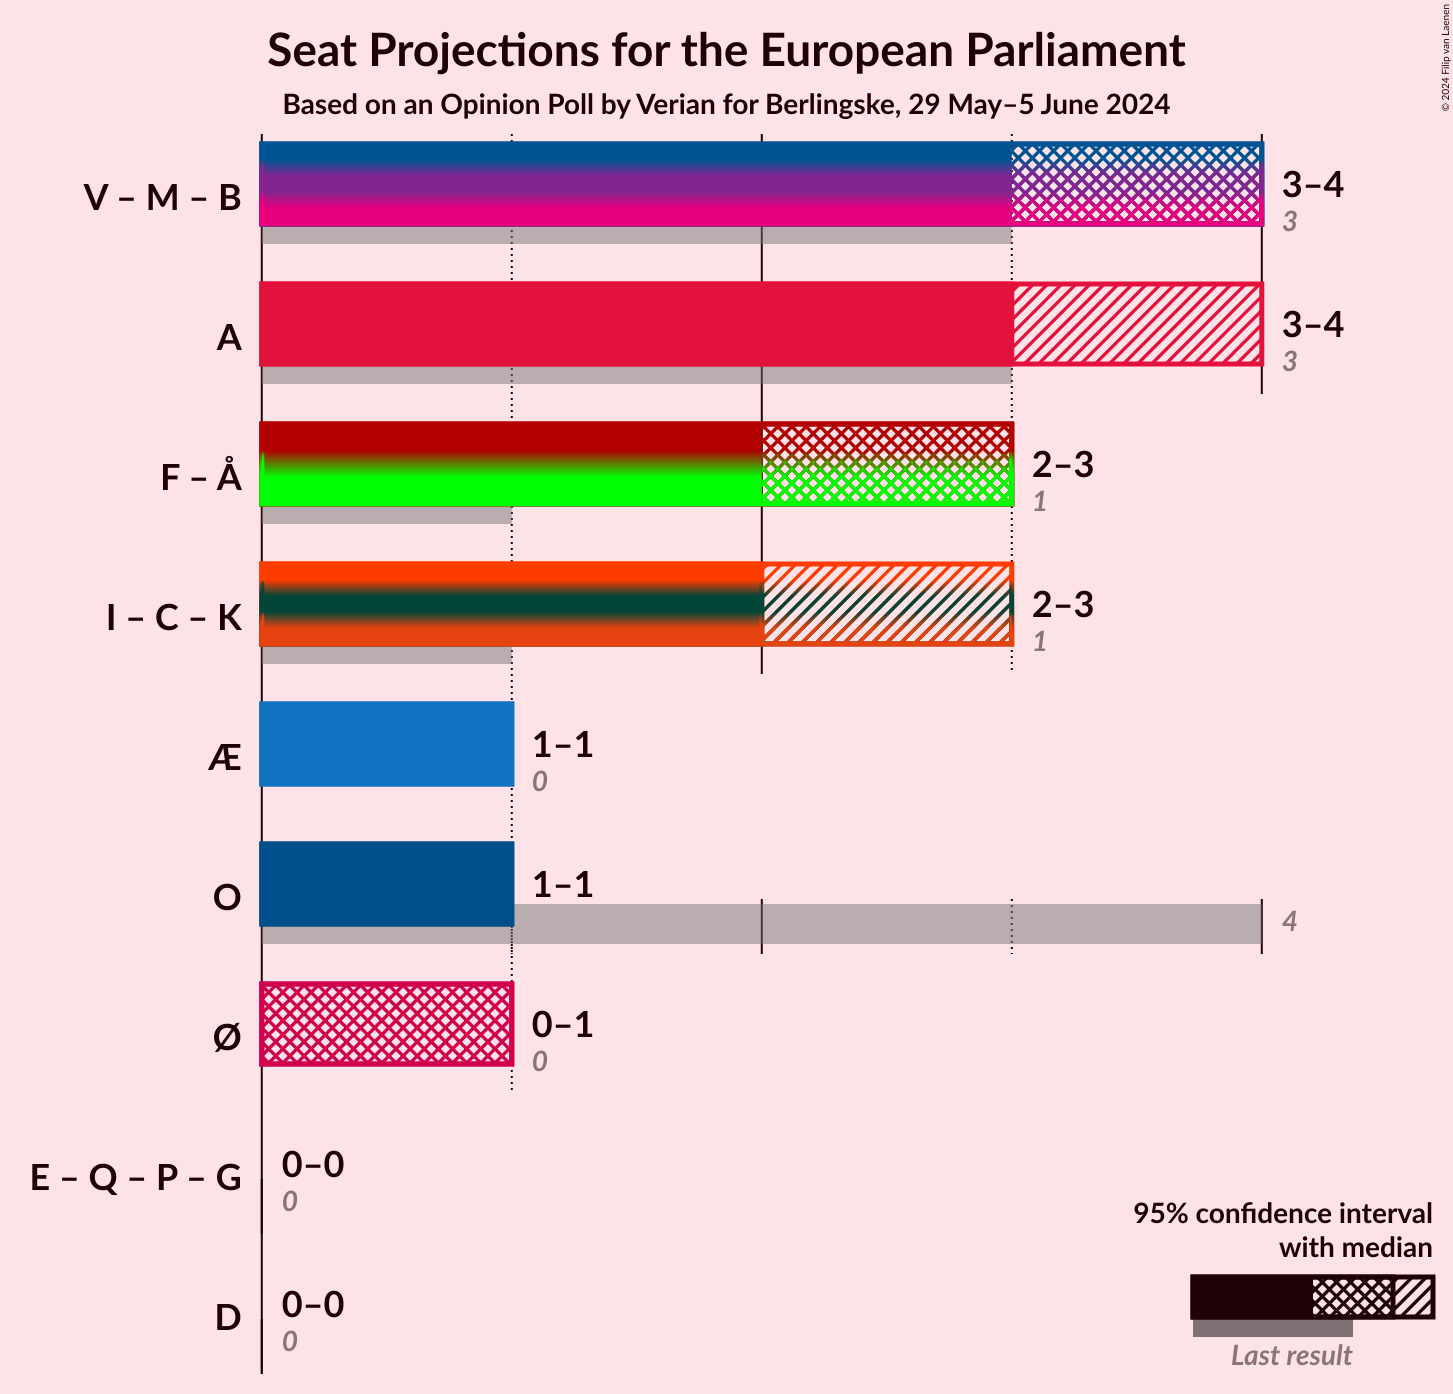 Seat Projections for the European Parliament
Based on an Opinion Poll by Verian for Berlingske, 29 May–5 June 2024
© 2024 Filip van Laenen
V – M – B
3–4
3
A
3–4
3
F – Å
2–3
1
I – C – K
2–3
1
Æ
1–1
0
O
1–1
4
Ø
0–1
0
E – Q – P – G
0–0
0
D
0–0
0
95% confidence interval
with median
Last result